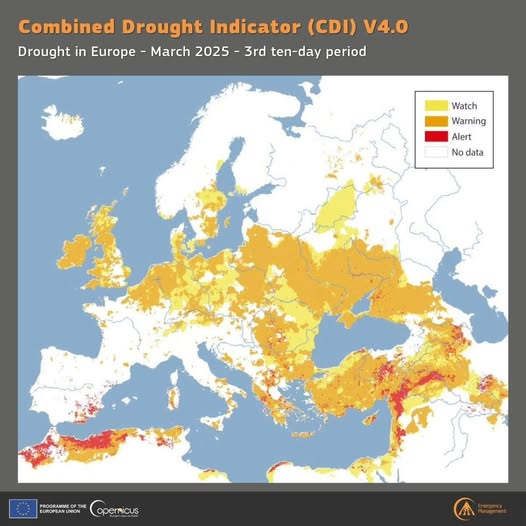 Combined Drought Indicator (CDI) V4.0
Drought in Europe - March 2025 - 3rd ten-day period
Watch
Warning
Alert
No data
PROGRAMME OF THE
EUROPEAN UNION
opernicus
Emergency
Management